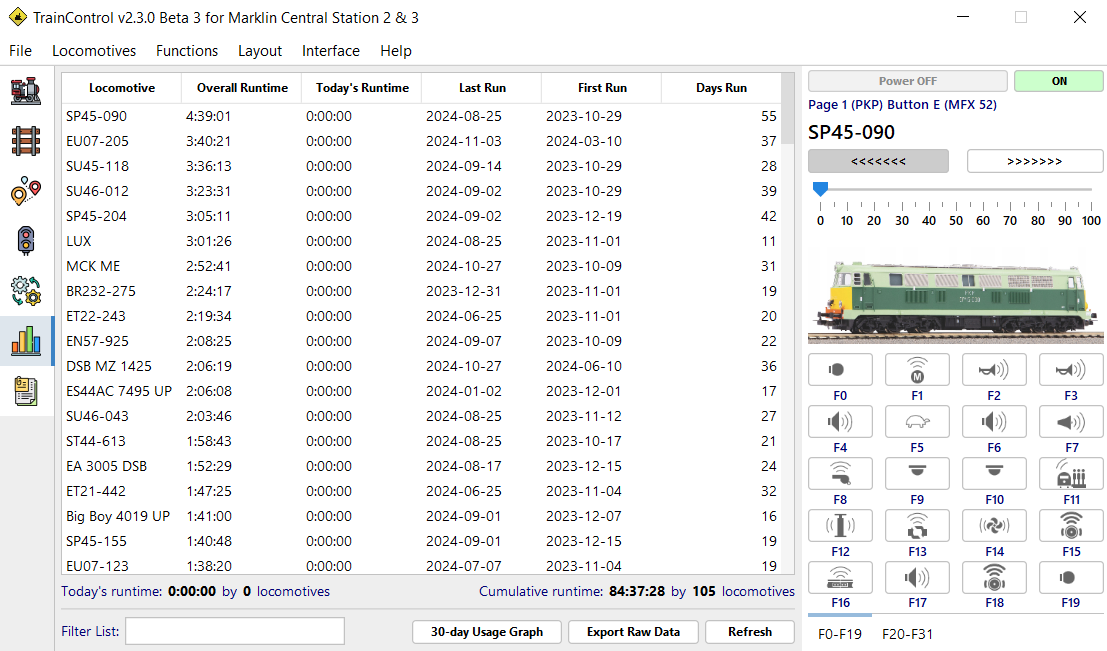 TrainControl v2.3.0 Beta 3 for Marklin Central Station 2 & 3
File Locomotives Functions Layout Interface Help
Locomotive Overall Runtime Today's Runtime Last Run First Run Days Run
SP45-090 4:39:01 0:00:00 2024-08-25 2023-10-29 55
EU07-205 3:40:21 0:00:00 2024-11-03 2024-03-10 37
SU45-118 3:36:13 0:00:00 2024-09-14 2023-10-29 28
SU46-012 3:23:31 0:00:00 2024-09-02 2023-10-29 39
SP45-204 3:05:11 0:00:00 2024-09-02 2023-12-19 42
LUX 3:01:26 0:00:00 2024-08-25 2023-11-01 11
MCK ME 2:52:41 0:00:00 2024-10-27 2023-10-09 31
BR232-275 2:24:17 0:00:00 2023-12-31 2023-11-01 19
ET22-243 2:19:34 0:00:00 2024-06-25 2023-11-01 20
EN57-925 2:08:25 0:00:00 2024-09-07 2023-10-09 22
DSB MZ 1425 2:06:19 0:00:00 2024-10-27 2024-06-10 36
ES44AC 7495 UP 2:06:08 0:00:00 2024-01-02 2023-12-01 17
SU46-043 2:03:46 0:00:00 2024-08-25 2023-11-12 27
ST44-613 1:58:43 0:00:00 2024-08-25 2023-10-17 21
EA 3005 DSB 1:52:29 0:00:00 2024-08-17 2023-12-15 24
ET21-442 1:47:25 0:00:00 2024-06-25 2023-11-04 32
Big Boy 4019 UP 1:41:00 0:00:00 2024-09-01 2023-12-07 16
SP45-155 1:40:48 0:00:00 2024-09-01 2023-12-15 19
EU07-123 1:38:20 0:00:00 2024-07-07 2023-11-04 19
Today's runtime: 0:00:00 by 0 locomotives Cumulative runtime: 84:37:28 by 105 locomotives
Filter List: 30-day Usage Graph Export Raw Data Refresh
Power OFF ON
Page 1 (PKP) Button E (MFX 52)
SP45-090
<<<<<<< >>>>>>>
0 10 20 30 40 50 60 70 80 90 100
F0 F1 F2 F3
M
F4 F5 F6 F7
F8 F9 F10 F11
F12 F13 F14 F15
F16 F17 F18 F19
F0-F19 F20-F31